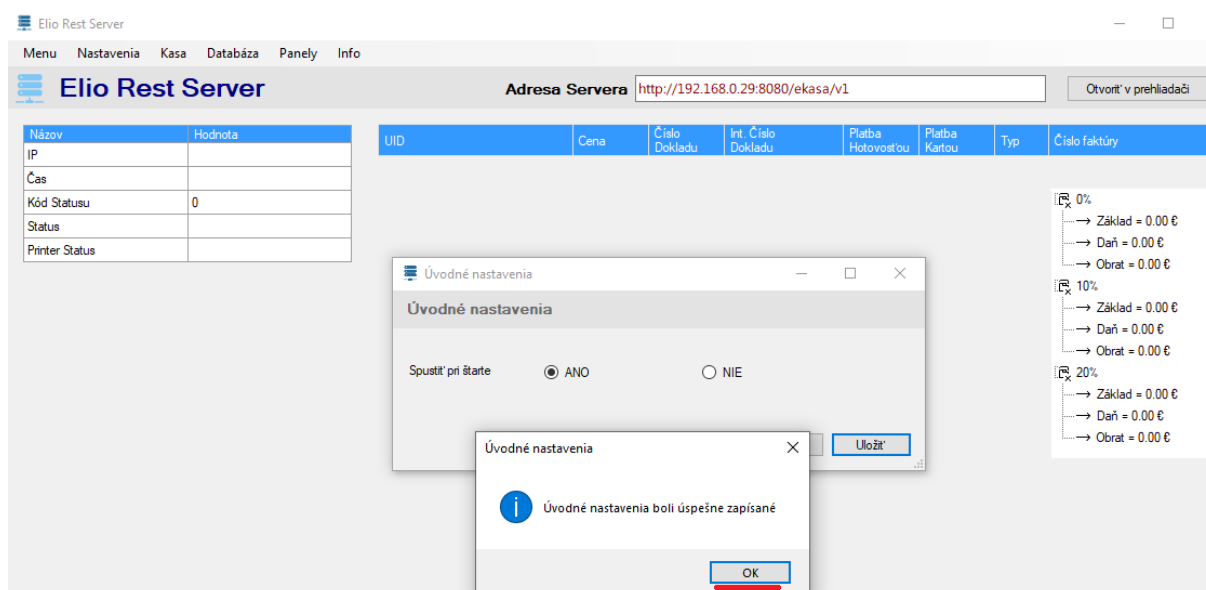 Elio Rest Server
Menu Nastavenia Kasa Databáza Panely Info
Elio Rest Server
Adresa Servera http://192.168.0.29:8080/ekasa/v1 Otvoriť v prehliadači
Názov Hodnota
IP
Čas
Kód Statusu 0
Status
Printer Status
UID Cena Číslo Dokladu Int. Číslo Dokladu Platba Hotovosťou Platba Kartou Typ Číslo faktúry
0%
Základ = 0.00 €
Daň = 0.00 €
Obrat = 0.00 €
10%
Základ = 0.00 €
Daň = 0.00 €
Obrat = 0.00 €
20%
Základ = 0.00 €
Daň = 0.00 €
Obrat = 0.00 €
Úvodné nastavenia
Úvodné nastavenia
Spustiť pri štarte ANO NIE
Uložiť
Úvodné nastavenia
Úvodné nastavenia boli úspešne zapísané
OK